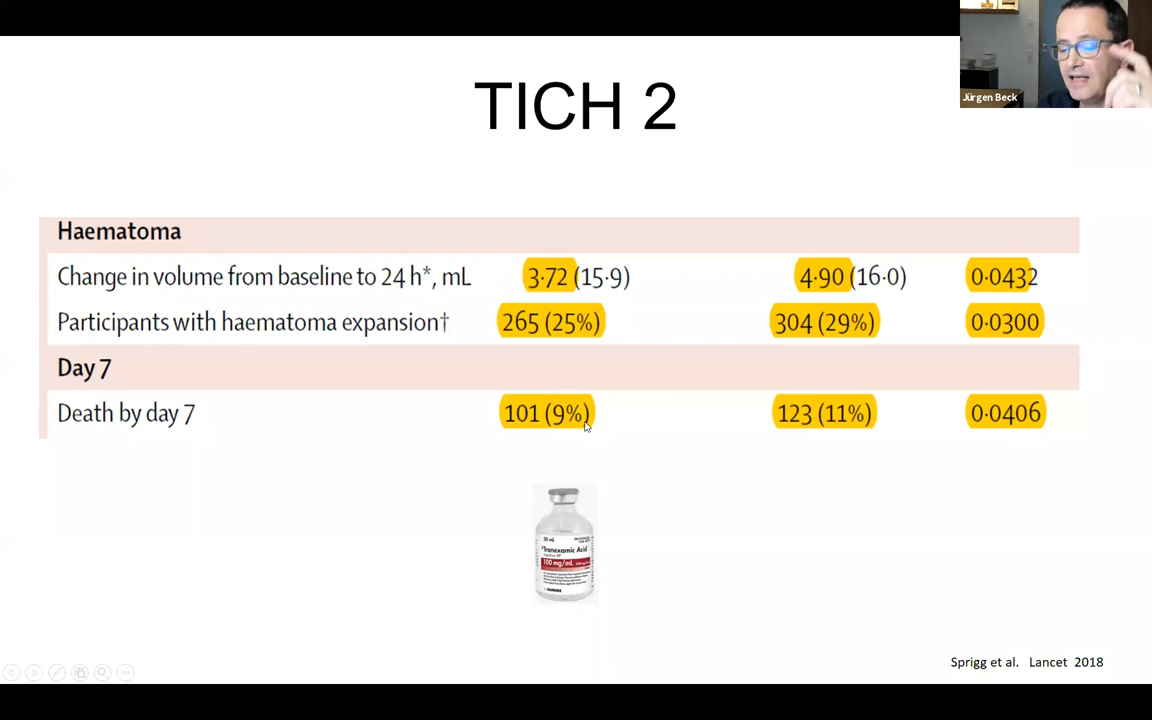 TICH 2
Jürgen Beck
Haematoma
Change in volume from baseline to 24 h*, mL 3·72 (15·9) 4·90 (16·0) 0·0432
Participants with haematoma expansion† 265 (25%) 304 (29%) 0·0300
Day 7
Death by day 7 101 (9%) 123 (11%) 0·0406
Tranexamic Acid
100 mg/mL
Sprigg et al. Lancet 2018